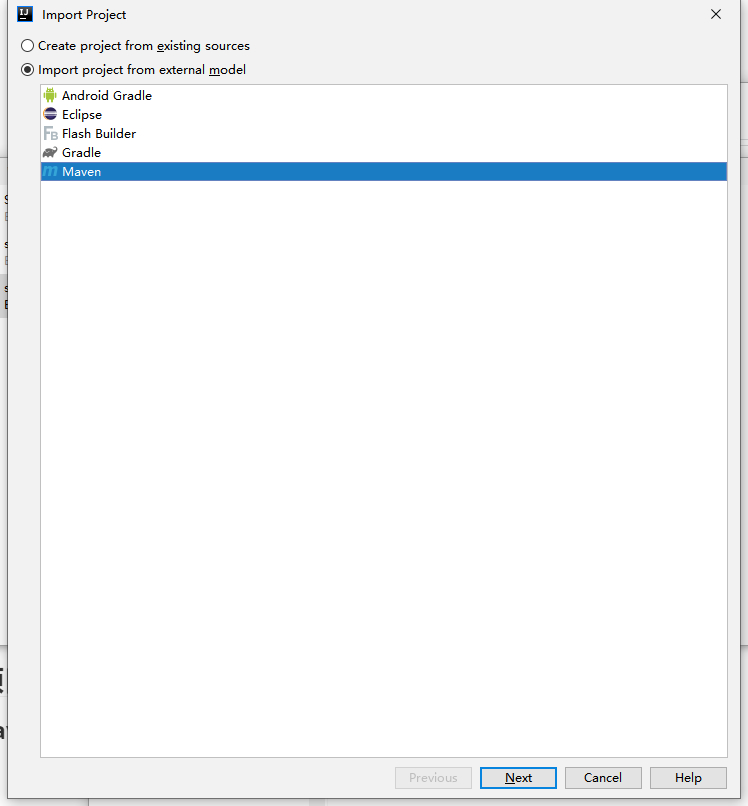 Import Project
Create project from existing sources
Import project from external model
Android Gradle
Eclipse
Flash Builder
Gradle
Maven
Previous
Next
Cancel
Help